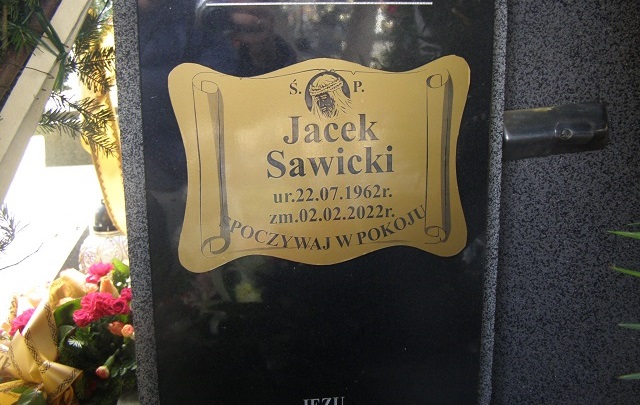 Ś. P.
Jacek
Sawicki
ur.22.07.1962r.
zm.02.02.2022r.
SPOCZYWAJ W POKOJU
JEZU